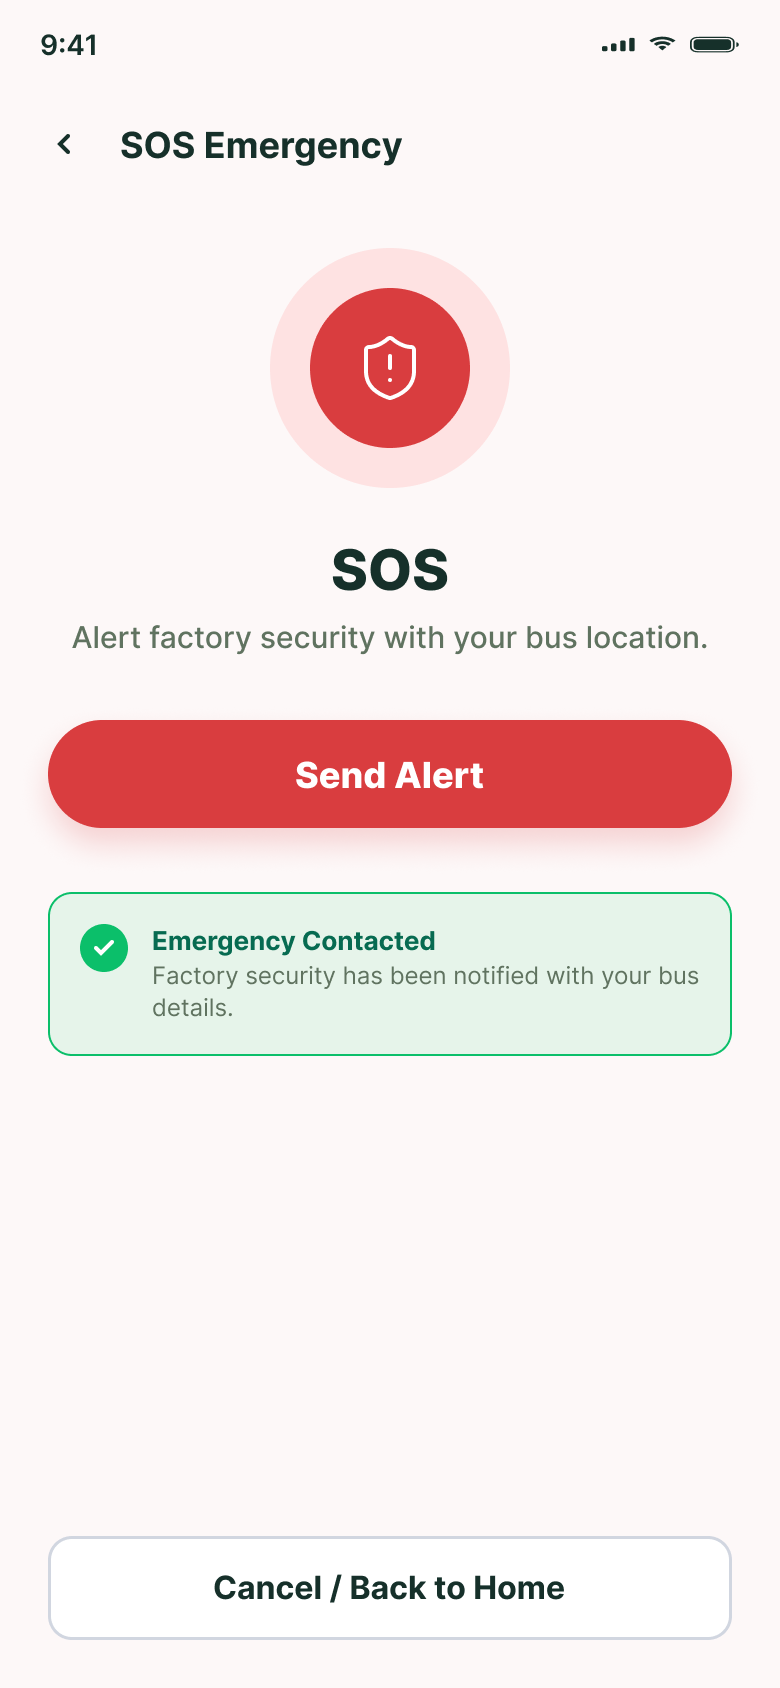 9:41
SOS Emergency
SOS
Alert factory security with your bus location.
Send Alert
Emergency Contacted
Factory security has been notified with your bus
details.
Cancel / Back to Home